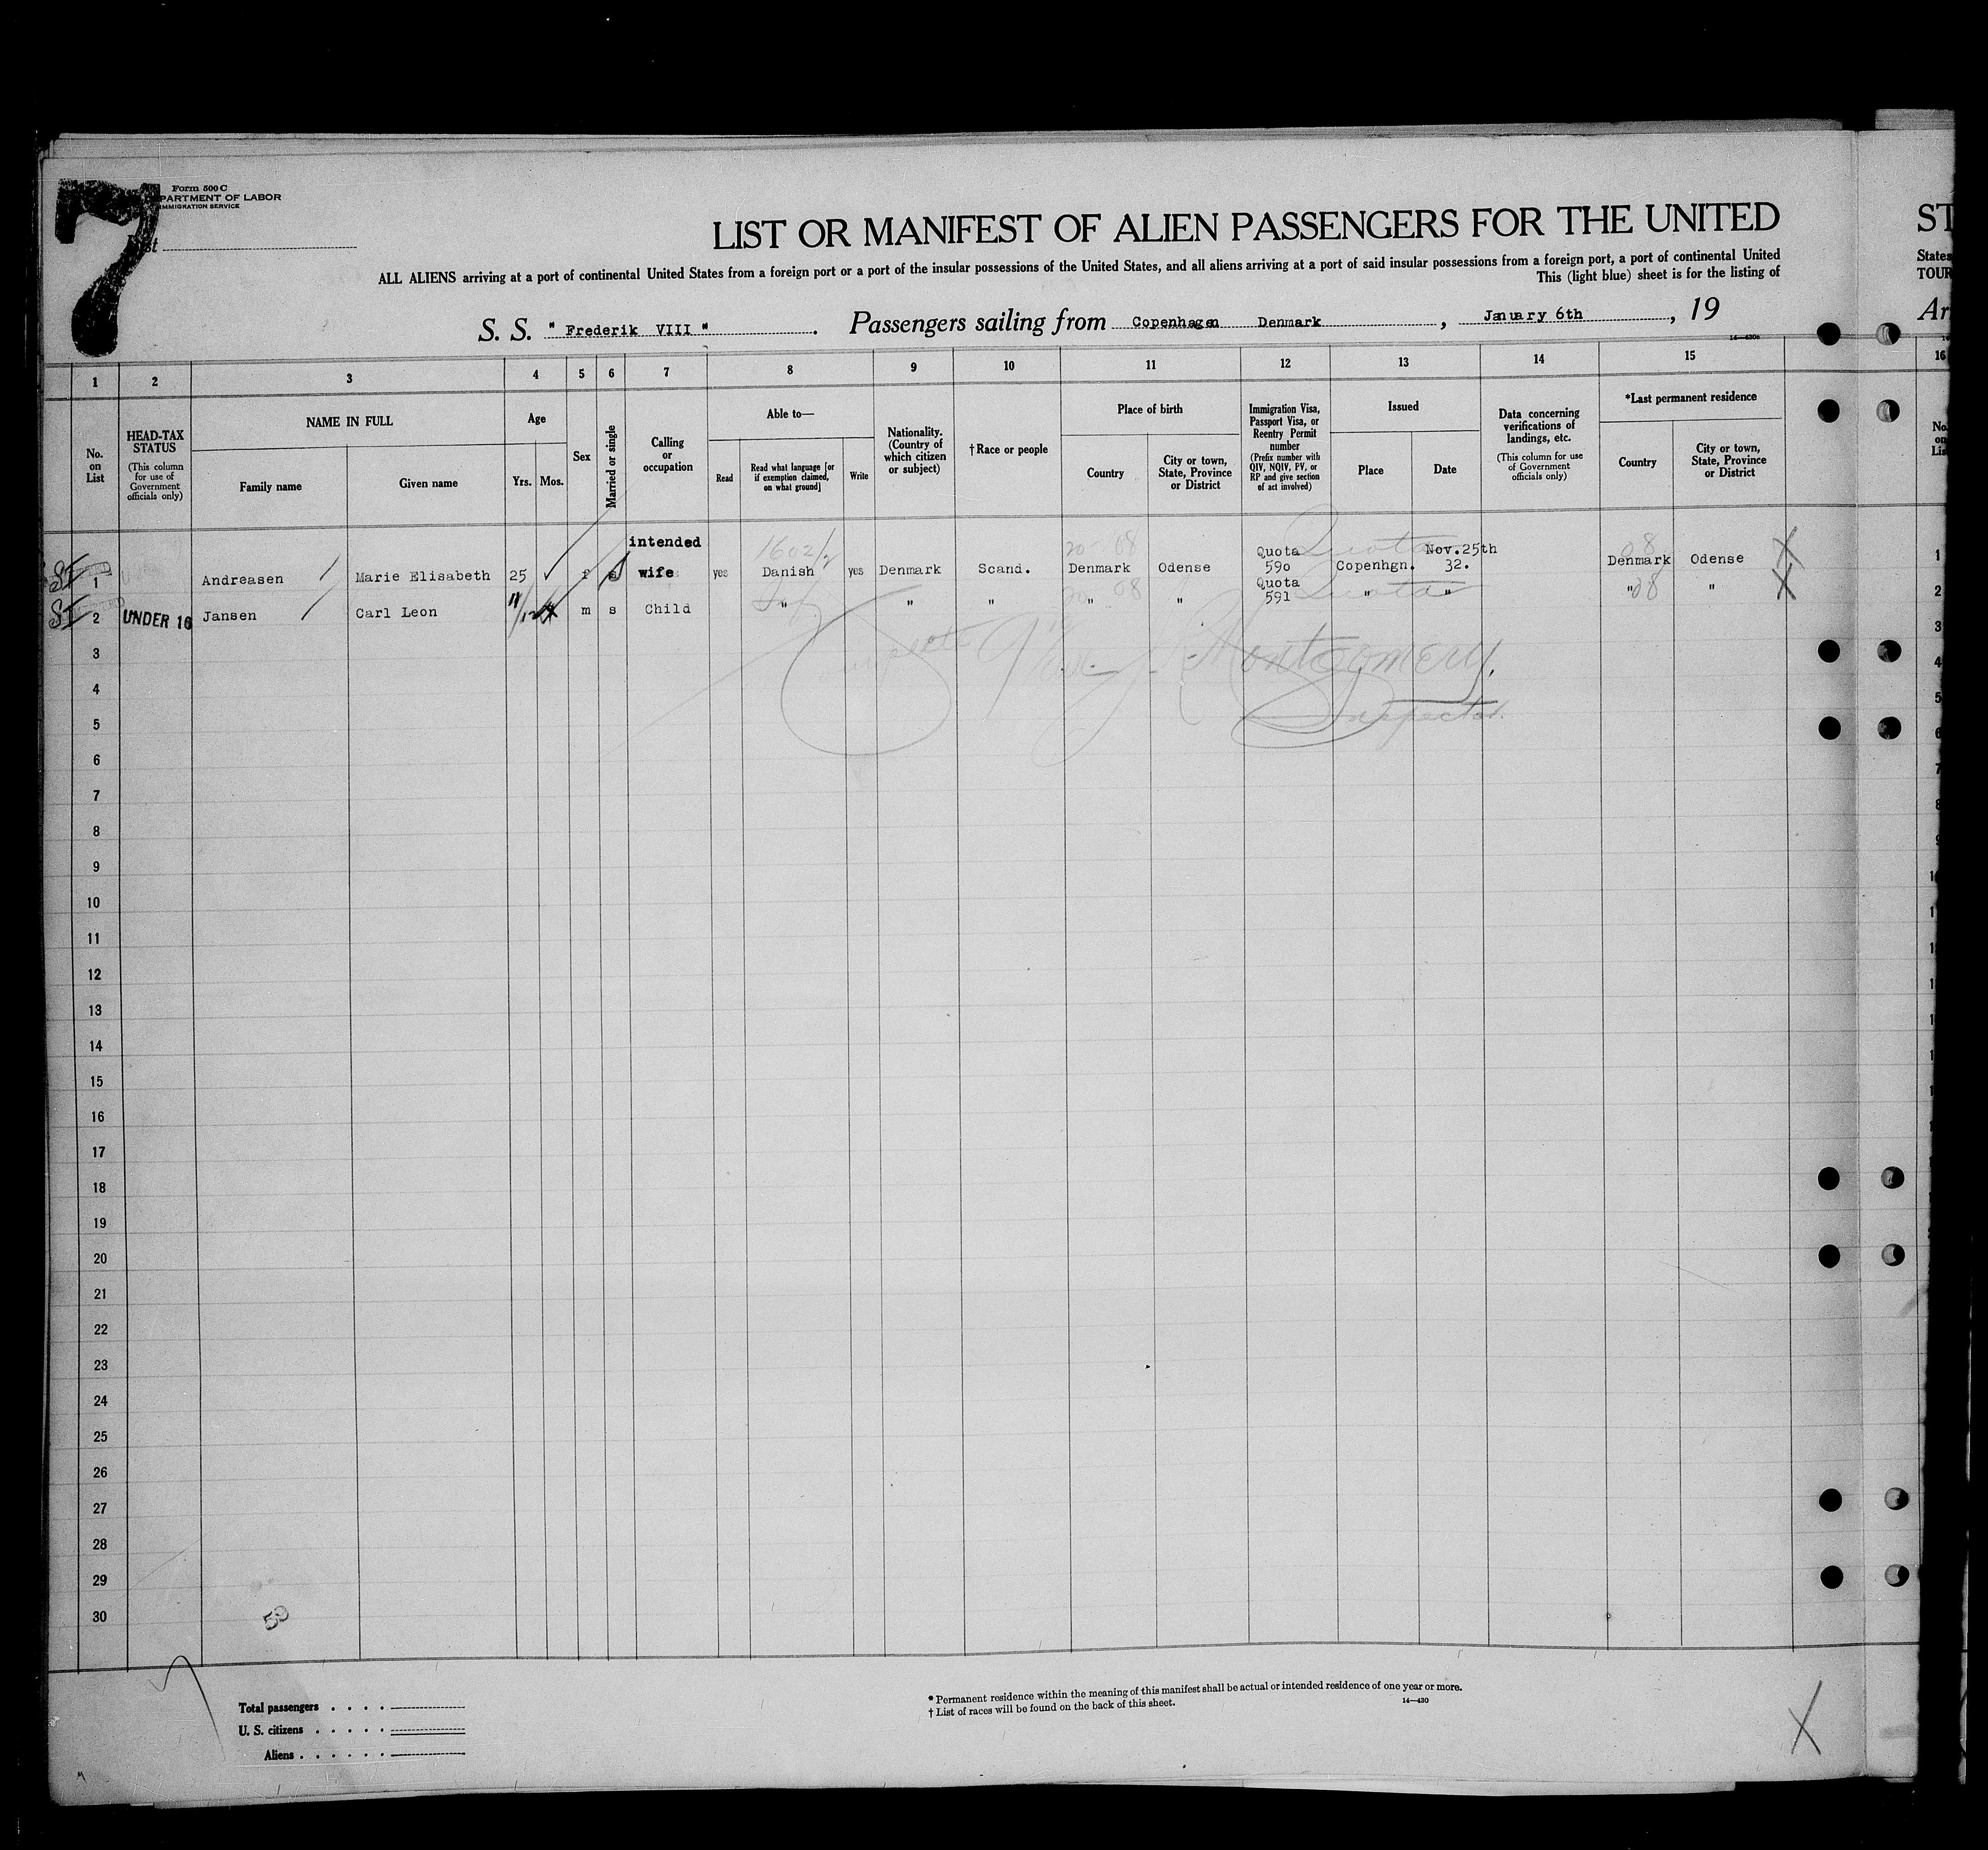 7
Form 500 C
PARTMENT OF LABOR
IMMIGRATION SERVICE
LIST OR MANIFEST OF ALIEN PASSENGERS FOR THE UNITED
ST
ALL ALIENS arriving at a port of continental United States from a foreign port or a port of the insular possessions of the United States, and all aliens arriving at a port of said insular possessions from a foreign port, a port of continental United
States
This (light blue) sheet is for the listing of
TOUR
S. S. " Frederik VIII ". Passengers sailing from Copenhagen Denmark, January 6th, 19
Ar
1 2 3 4 5 6 7 8 9 10 11 12 13 14 15 16
No. on List
HEAD-TAX STATUS (This column for use of Government officials only)
NAME IN FULL
Family name
Given name
Age
Yrs. Mos.
Sex
Married or single
Calling or occupation
Able to—
Read
Read what language [or if exemption claimed, on what ground]
Write
Nationality. (Country of which citizen or subject)
† Race or people
Place of birth
Country
City or town, State, Province or District
Immigration Visa, Passport Visa, or Reentry Permit number (Prefix number with QIV, NQIV, PV, or RP and give section of act involved)
Issued
Place
Date
Data concerning verifications of landings, etc. (This column for use of Government officials only)
*Last permanent residence
Country
City or town, State, Province or District
1 Andreasen Marie Elisabeth 25 f s intended wife yes Danish yes Denmark Scand. Denmark Odense Quota 590 Copenhgn. Nov.25th 32. Denmark Odense 1
2 UNDER 16 Jansen Carl Leon 11/12 m s Child " " " " " Quota 591 " " " " 2
Montgomery.
Inspector.
3
4
5
6
7
8
9
10
11
12
13
14
15
16
17
18
19
20
21
22
23
24
25
26
27
28
29
30
50
Total passengers
U. S. citizens
Aliens
* Permanent residence within the meaning of this manifest shall be actual or intended residence of one year or more.
† List of races will be found on the back of this sheet.
14—430